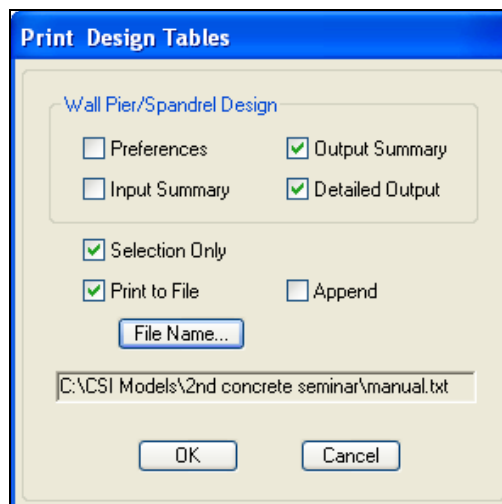 Print Design Tables
Wall Pier/Spandrel Design
Preferences
Output Summary
Input Summary
Detailed Output
Selection Only
Print to File
Append
File Name...
C:\CSI Models\2nd concrete seminar\manual.txt
OK
Cancel